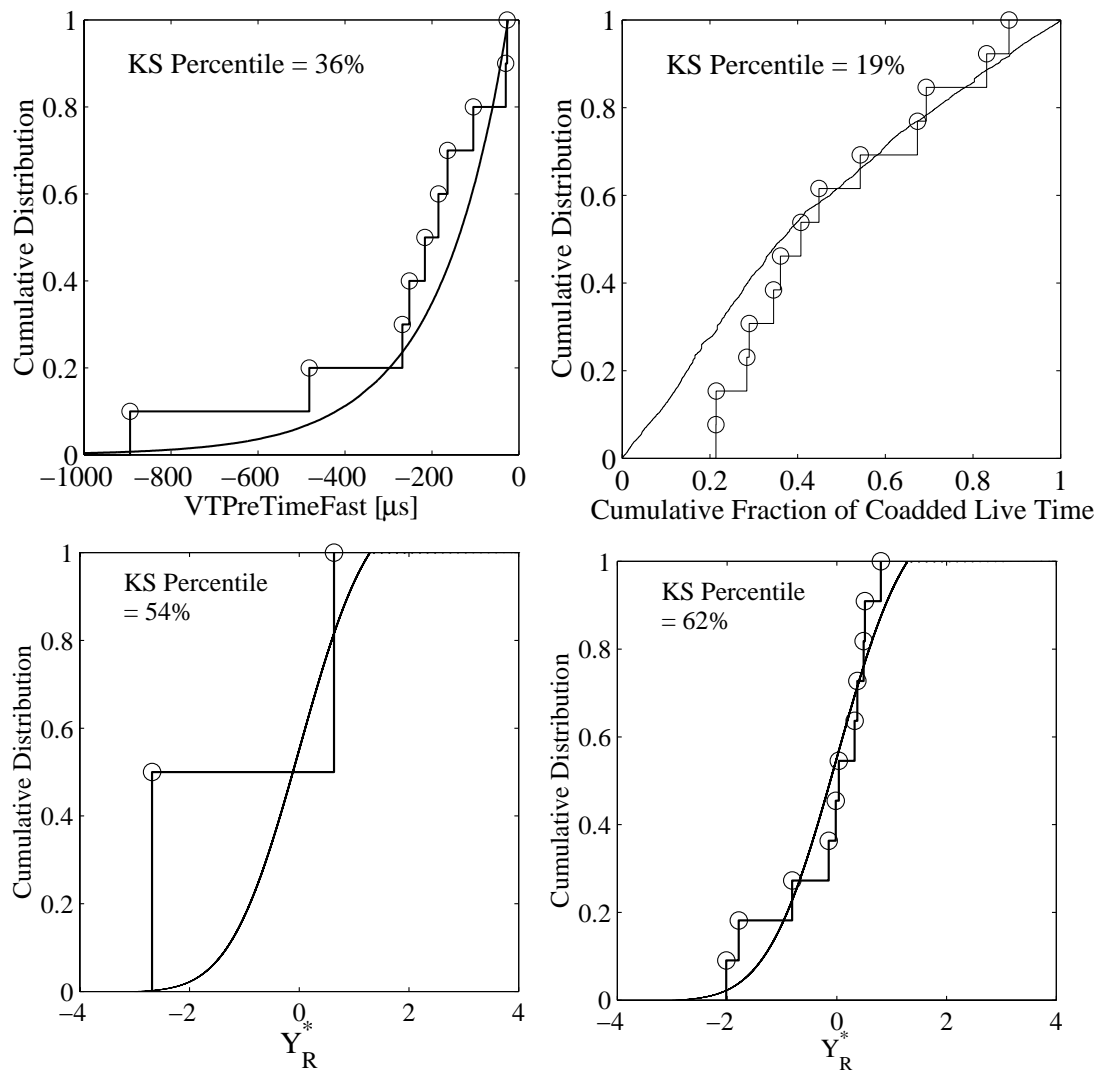 KS Percentile = 36%
Cumulative Distribution
1
0.8
0.6
0.4
0.2
0
−1000 −800 −600 −400 −200 0
VTPreTimeFast [μs]
KS Percentile = 19%
Cumulative Distribution
1
0.8
0.6
0.4
0.2
0
0 0.2 0.4 0.6 0.8 1
Cumulative Fraction of Coadded Live Time
KS Percentile
= 54%
Cumulative Distribution
1
0.8
0.6
0.4
0.2
0
−4 −2 0 2 4
Y*R
KS Percentile
= 62%
Cumulative Distribution
1
0.8
0.6
0.4
0.2
0
−4 −2 0 2 4
Y*R